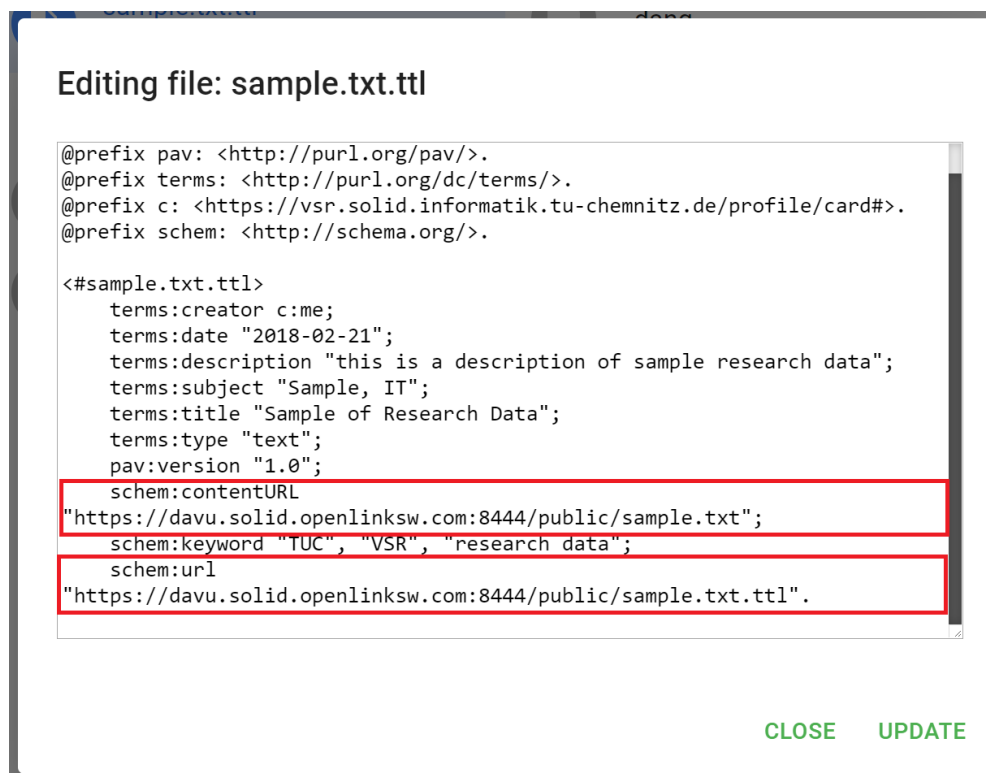 sample.txt.ttl
dang
Editing file: sample.txt.ttl
@prefix pav: <http://purl.org/pav/>.
@prefix terms: <http://purl.org/dc/terms/>.
@prefix c: <https://vsr.solid.informatik.tu-chemnitz.de/profile/card#>.
@prefix schem: <http://schema.org/>.
<#sample.txt.ttl>
terms:creator c:me;
terms:date "2018-02-21";
terms:description "this is a description of sample research data";
terms:subject "Sample, IT";
terms:title "Sample of Research Data";
terms:type "text";
pav:version "1.0";
schem:contentURL
"https://davu.solid.openlinksw.com:8444/public/sample.txt";
schem:keyword "TUC", "VSR", "research data";
schem:url
"https://davu.solid.openlinksw.com:8444/public/sample.txt.ttl".
CLOSE UPDATE